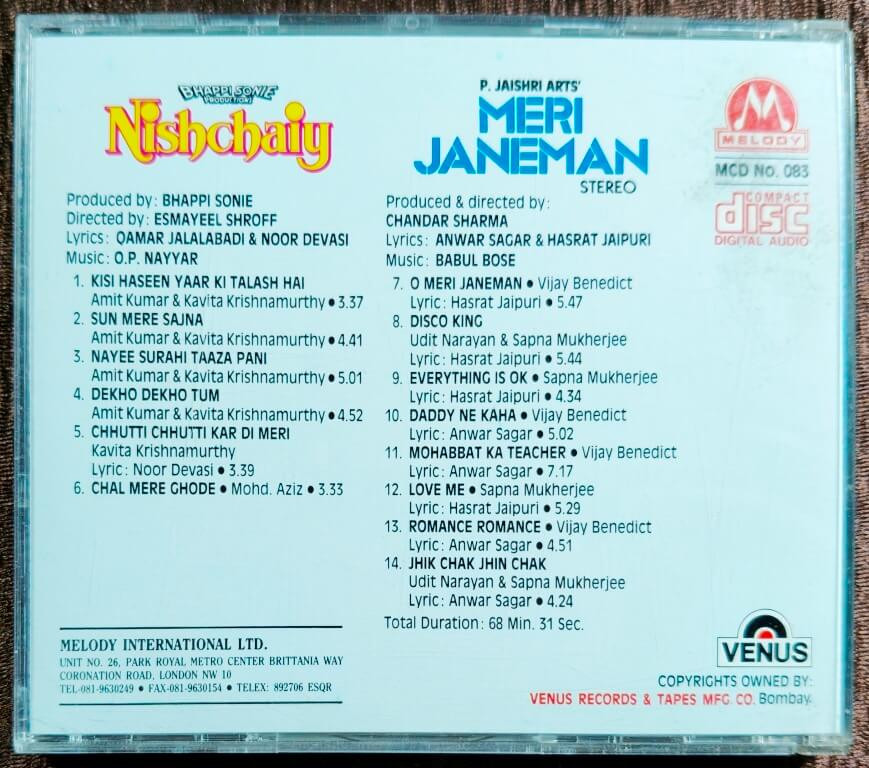 BHAPPI SONIE
PRODUCTIONS
Nishchaiy
Produced by: BHAPPI SONIE
Directed by: ESMAYEEL SHROFF
Lyrics: QAMAR JALALABADI & NOOR DEVASI
Music: O.P. NAYYAR
1. KISI HASEEN YAAR KI TALASH HAI
Amit Kumar & Kavita Krishnamurthy ● 3.37
2. SUN MERE SAJNA
Amit Kumar & Kavita Krishnamurthy ● 4.41
3. NAYEE SURAHI TAAZA PANI
Amit Kumar & Kavita Krishnamurthy ● 5.01
4. DEKHO DEKHO TUM
Amit Kumar & Kavita Krishnamurthy ● 4.52
5. CHHUTTI CHHUTTI KAR DI MERI
Kavita Krishnamurthy
Lyric: Noor Devasi ● 3.39
6. CHAL MERE GHODE ● Mohd. Aziz ● 3.33
P. JAISHRI ARTS'
MERI
JANEMAN
STEREO
Produced & directed by:
CHANDAR SHARMA
Lyrics: ANWAR SAGAR & HASRAT JAIPURI
Music: BABUL BOSE
7. O MERI JANEMAN ● Vijay Benedict
Lyric: Hasrat Jaipuri ● 5.47
8. DISCO KING
Udit Narayan & Sapna Mukherjee
Lyric: Hasrat Jaipuri ● 5.44
9. EVERYTHING IS OK ● Sapna Mukherjee
Lyric: Hasrat Jaipuri ● 4.34
10. DADDY NE KAHA ● Vijay Benedict
Lyric: Anwar Sagar ● 5.02
11. MOHABBAT KA TEACHER ● Vijay Benedict
Lyric: Anwar Sagar ● 7.17
12. LOVE ME ● Sapna Mukherjee
Lyric: Hasrat Jaipuri ● 5.29
13. ROMANCE ROMANCE ● Vijay Benedict
Lyric: Anwar Sagar ● 4.51
14. JHIK CHAK JHIN CHAK
Udit Narayan & Sapna Mukherjee
Lyric: Anwar Sagar ● 4.24
Total Duration: 68 Min. 31 Sec.
MELODY
MCD No. 083
COMPACT
disc
DIGITAL AUDIO
MELODY INTERNATIONAL LTD.
UNIT NO. 26, PARK ROYAL METRO CENTER BRITTANIA WAY
CORONATION ROAD, LONDON NW 10
TEL-081-9630249 ● FAX-081-9630154 ● TELEX: 892706 ESQR
VENUS
COPYRIGHTS OWNED BY:
VENUS RECORDS & TAPES MFG. CO. Bombay.